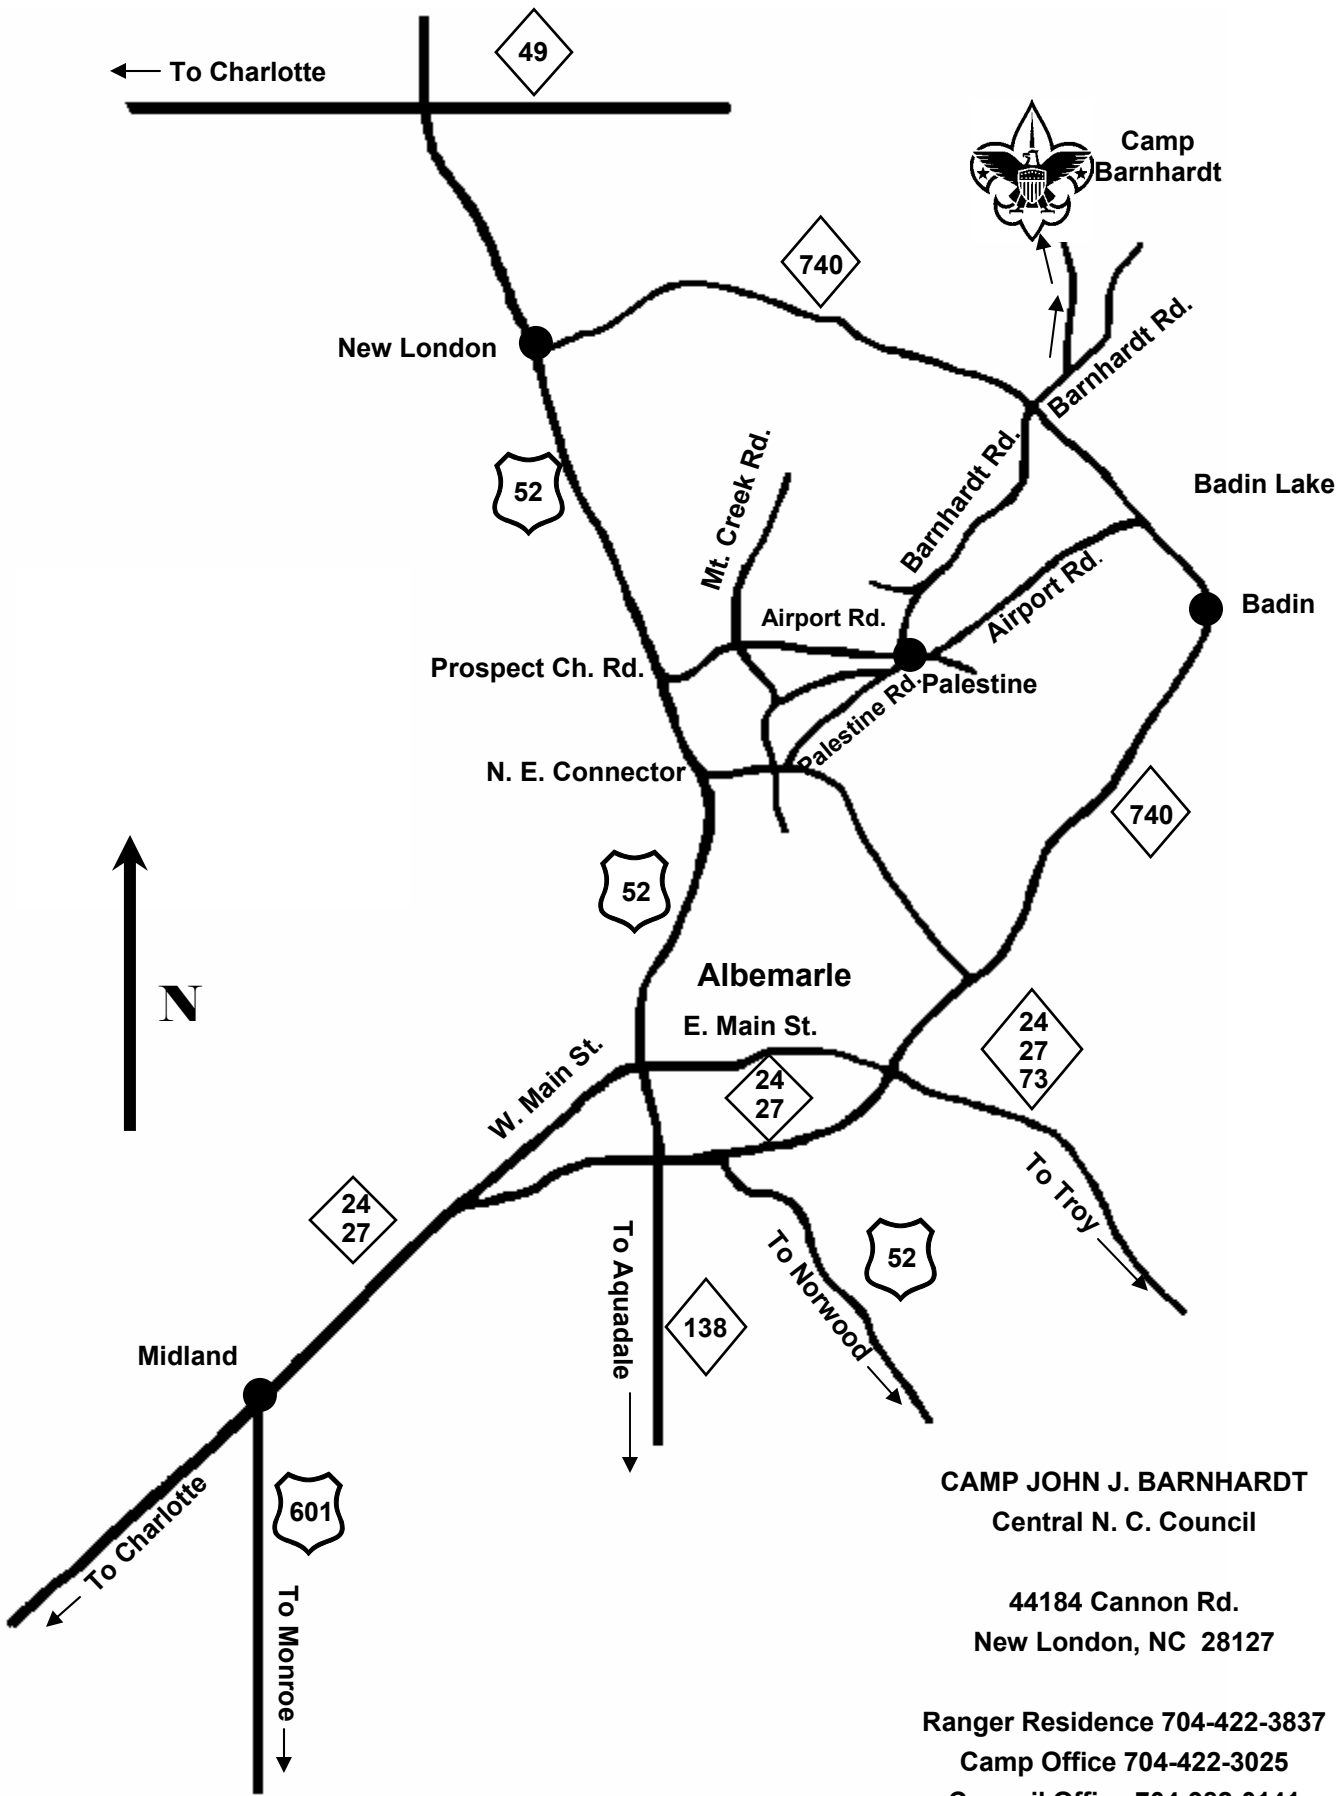 49
To Charlotte
Camp
Barnhardt
740
Barnhardt Rd.
New London
Mt. Creek Rd.
Barnhardt Rd.
52
Badin Lake
Airport Rd.
Airport Rd.
Badin
Prospect Ch. Rd.
Palestine
Palestine Rd.
N. E. Connector
740
52
Albemarle
N
E. Main St.
24
27
73
W. Main St.
24
27
To Troy
24
27
To Aquadale
To Norwood
52
138
Midland
To Charlotte
601
To Monroe
CAMP JOHN J. BARNHARDT
Central N. C. Council
44184 Cannon Rd.
New London, NC 28127
Ranger Residence 704-422-3837
Camp Office 704-422-3025